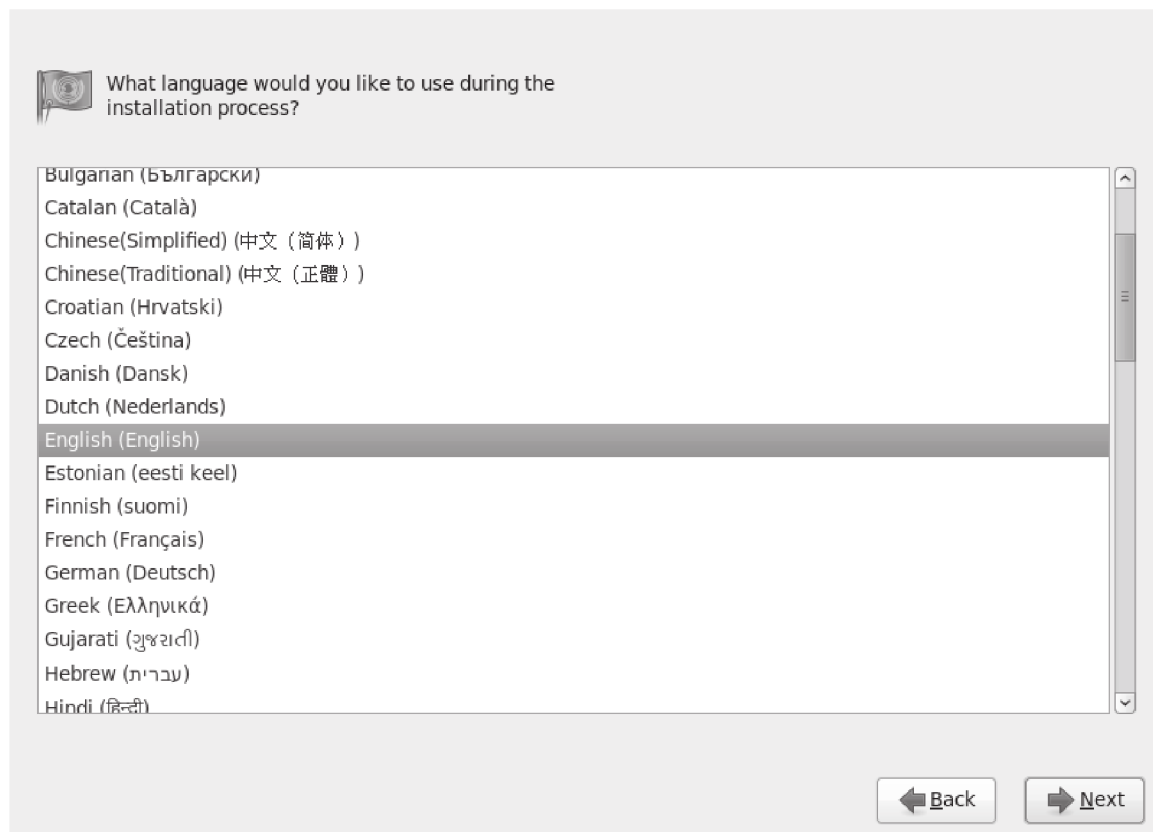 What language would you like to use during the
installation process?
Bulgarian (Български)
Catalan (Català)
Chinese(Simplified) (中文（简体）)
Chinese(Traditional) (中文（正體）)
Croatian (Hrvatski)
Czech (Čeština)
Danish (Dansk)
Dutch (Nederlands)
English (English)
Estonian (eesti keel)
Finnish (suomi)
French (Français)
German (Deutsch)
Greek (Ελληνικά)
Gujarati (ગુજરાતી)
Hebrew (עברית)
Hindi (हिन्दी)
Back
Next